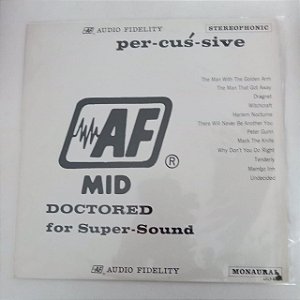 AF AUDIO FIDELITY
STEREOPHONIC
per-cuś-sive
The Man With The Golden Arm
The Man That Got Away
Dragnet
Witchcraft
Harlem Nocturne
There Will Never Be Another You
Peter Gunn
Mack The Knife
Why Don't You Do Right
Tenderly
Mambo Inn
Undecided
AF
®
MID
DOCTORED
for Super-Sound
AF AUDIO FIDELITY
MONAURAL